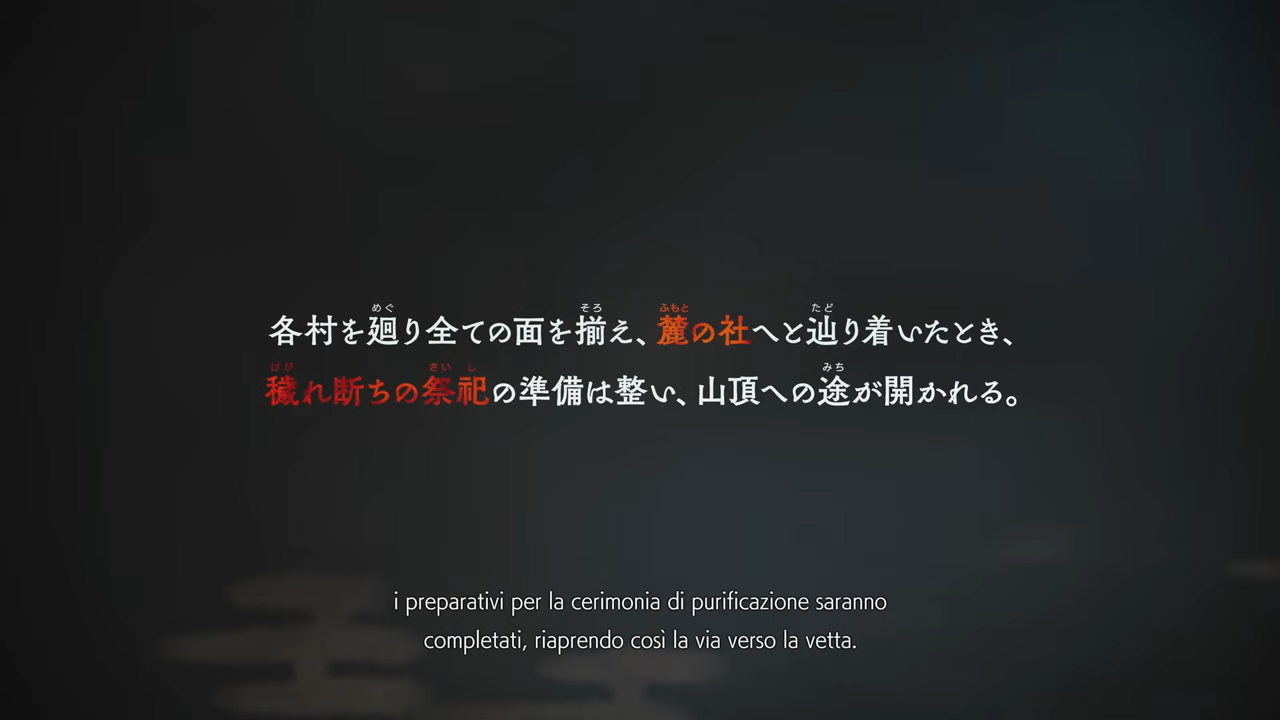 各村を廻り全ての面を揃え、麓の社へと辿り着いたとき、
穢れ断ちの祭祀の準備は整い、山頂への途が開かれる。
i preparativi per la cerimonia di purificazione saranno
completati, riaprendo così la via verso la vetta.